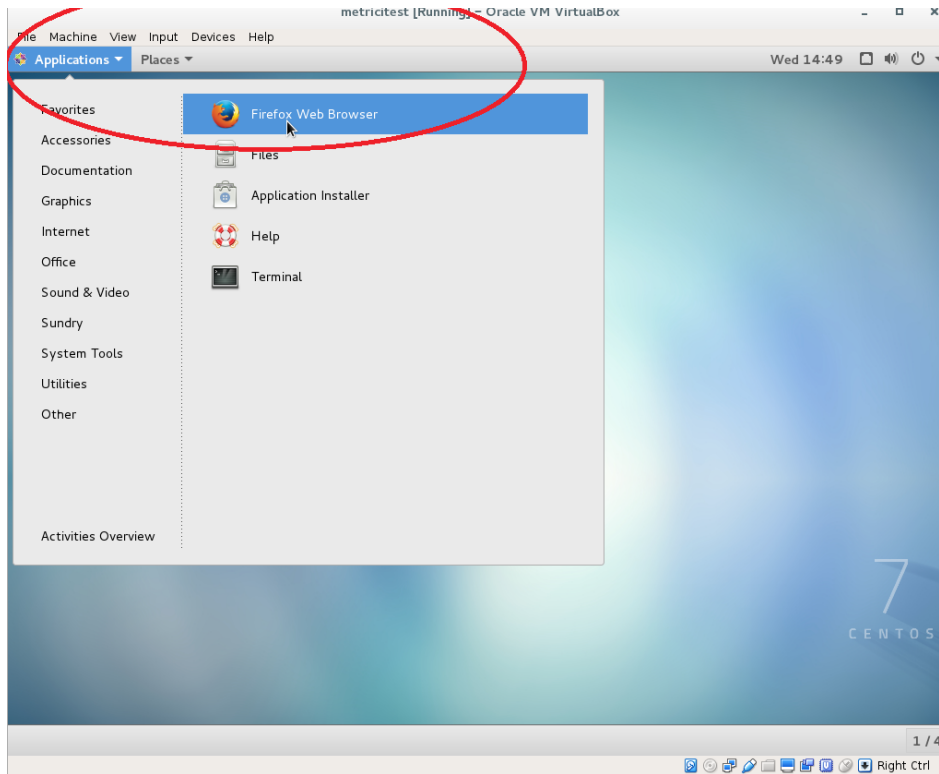 metricitest [Running] - Oracle VM VirtualBox
File Machine View Input Devices Help
Applications Places Wed 14:49
Favorites
Accessories
Documentation
Graphics
Internet
Office
Sound & Video
Sundry
System Tools
Utilities
Other
Activities Overview
Firefox Web Browser
Files
Application Installer
Help
Terminal
7
CENTOS
1 / 4
Right Ctrl